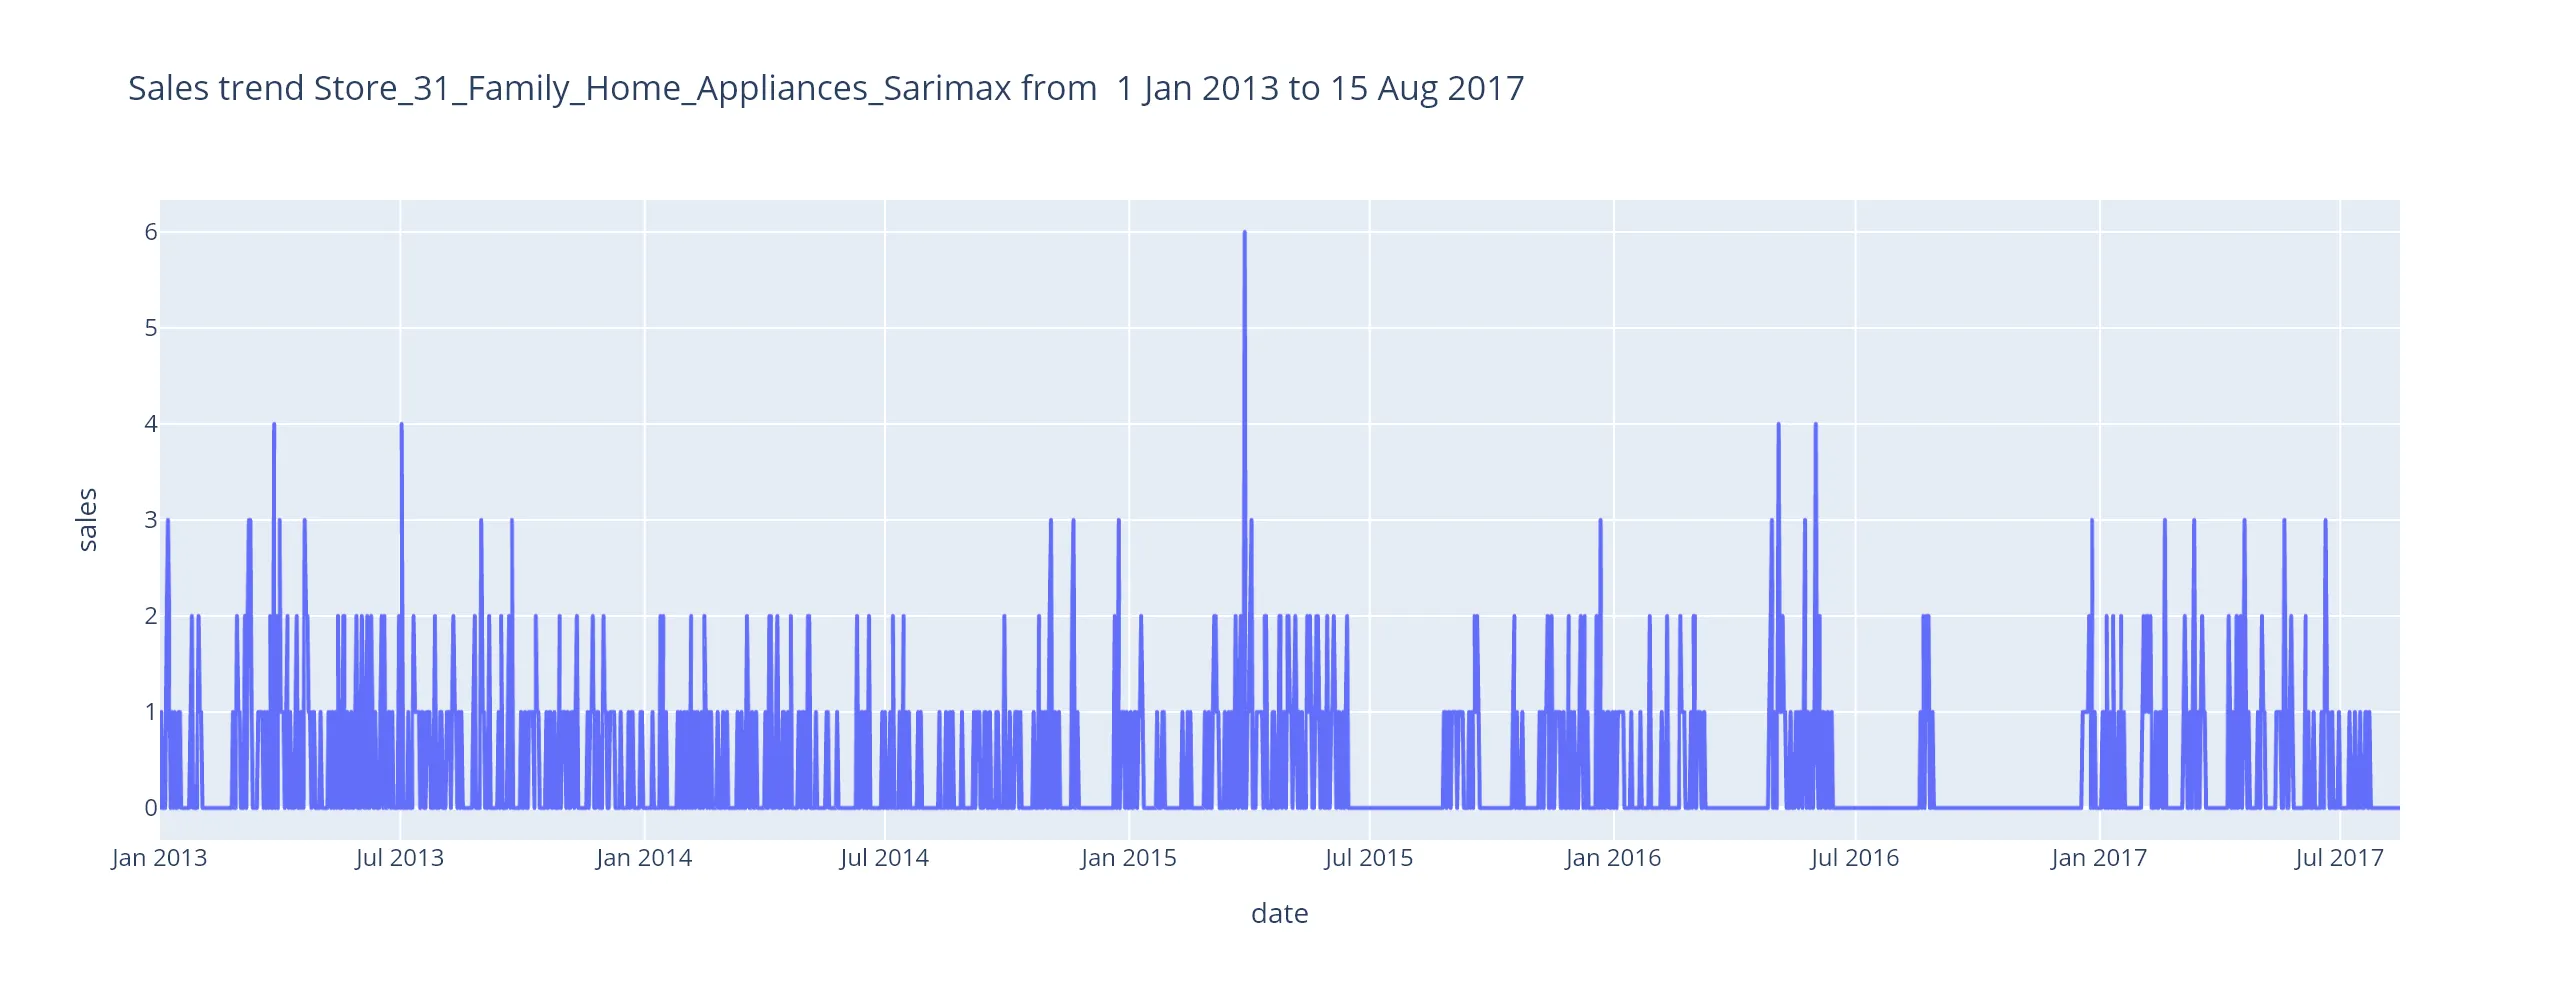 Sales trend Store_31_Family_Home_Appliances_Sarimax from  1 Jan 2013 to 15 Aug 2017
6
5
4
3
2
1
0
sales
Jan 2013
Jul 2013
Jan 2014
Jul 2014
Jan 2015
Jul 2015
Jan 2016
Jul 2016
Jan 2017
Jul 2017
date